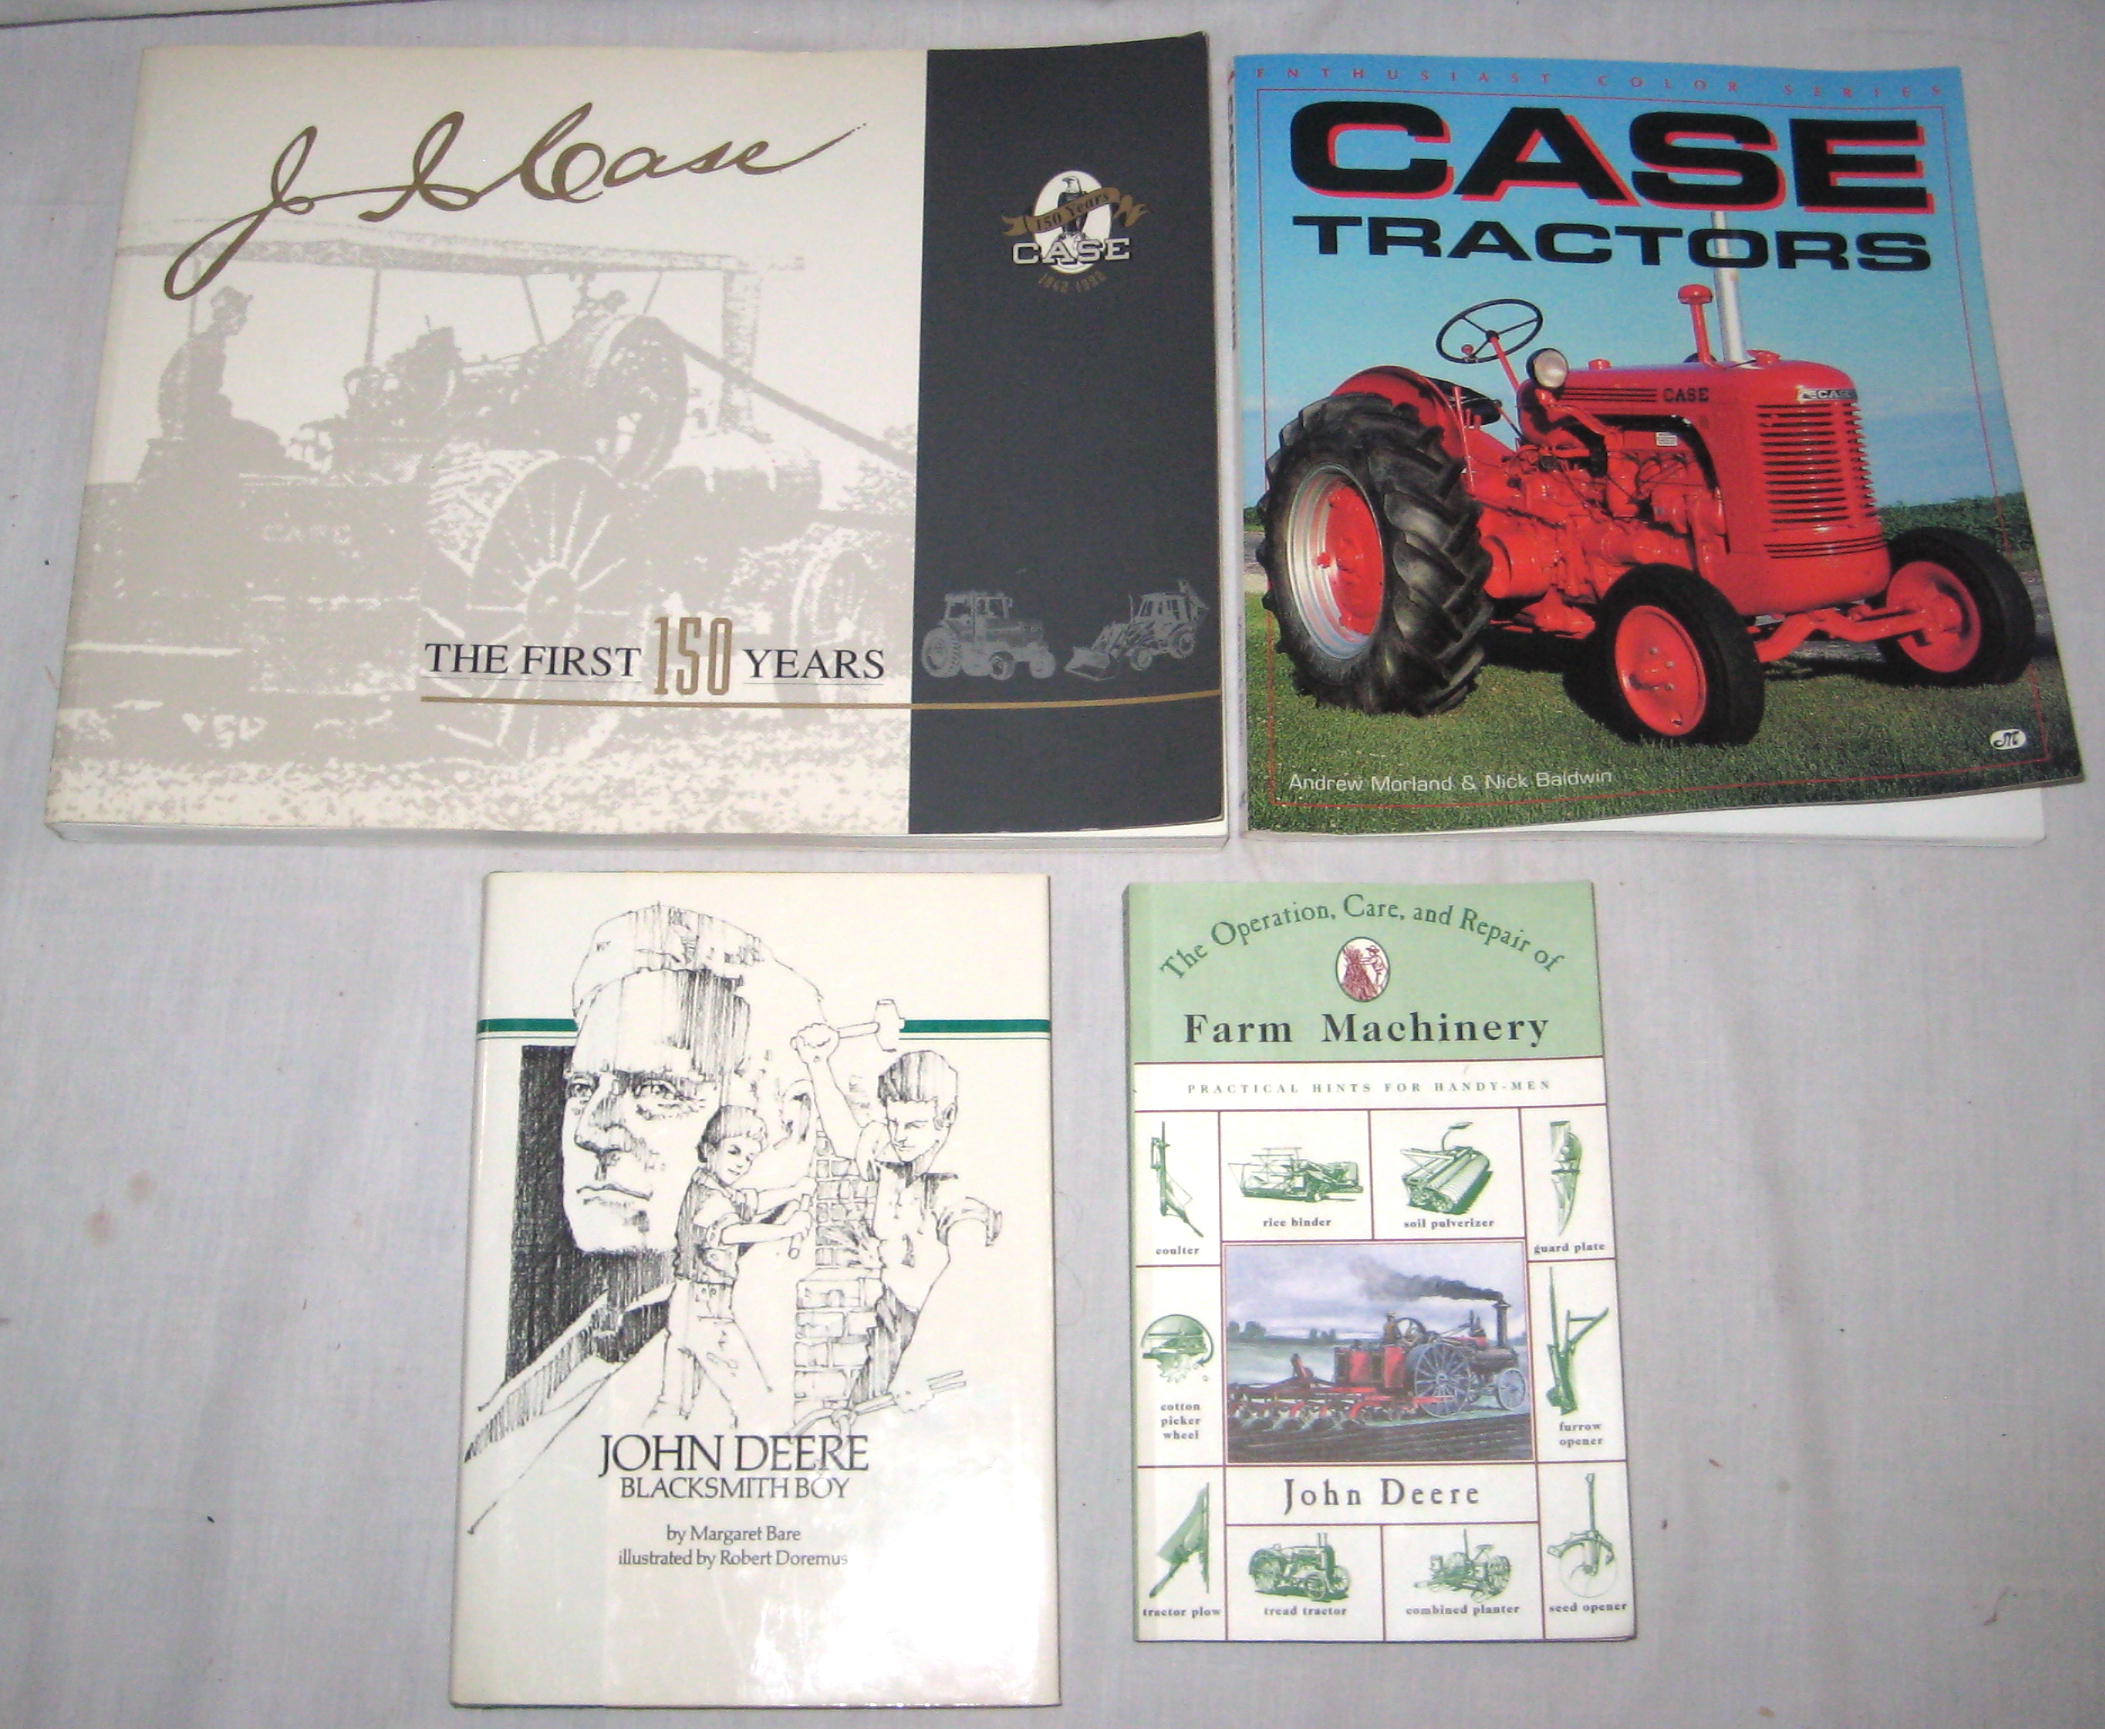 J I Case
150 Years
CASE
1842-1992
CASE
THE FIRST 150 YEARS
ENTHUSIAST COLOR SERIES
CASE
TRACTORS
CASE
CASE
M
Andrew Morland & Nick Baldwin
JOHN DEERE
BLACKSMITH BOY
by Margaret Bare
illustrated by Robert Doremus
The Operation, Care, and Repair of
Farm Machinery
PRACTICAL HINTS FOR HANDY-MEN
coulter
rice binder
soil pulverizer
guard plate
cotton
picker
wheel
furrow
opener
John Deere
tractor plow
tread tractor
combined planter
seed opener